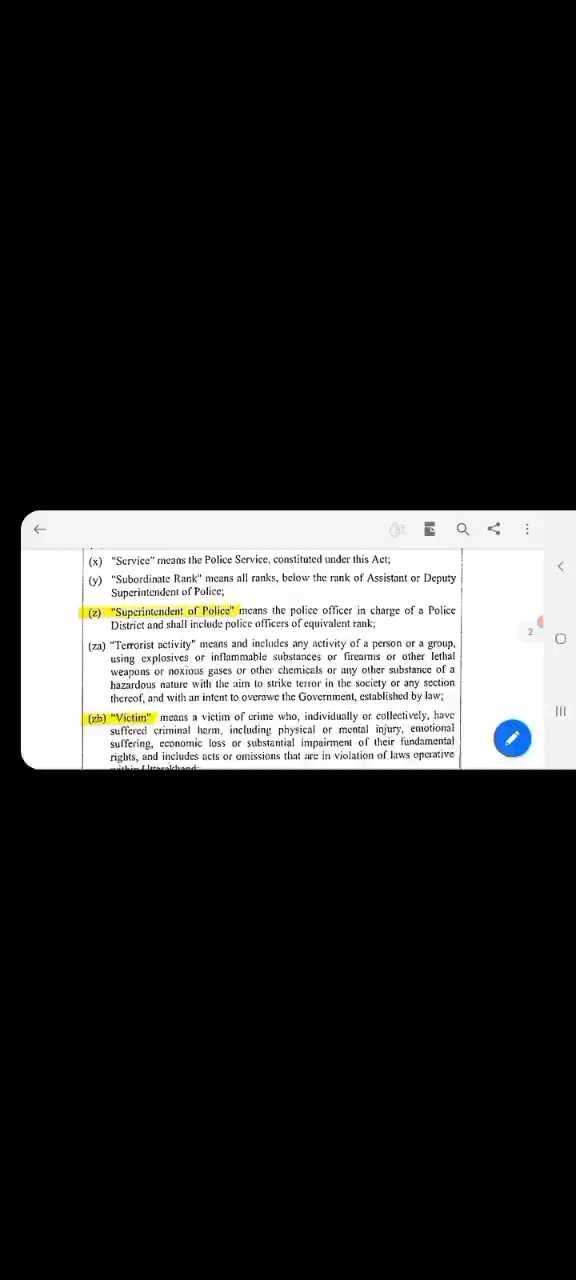 (x) "Service" means the Police Service, constituted under this Act;
(y) "Subordinate Rank" means all ranks, below the rank of Assistant or Deputy
Superintendent of Police;
(z) "Superintendent of Police" means the police officer in charge of a Police
District and shall include police officers of equivalent rank;
2
(za) "Terrorist activity" means and includes any activity of a person or a group,
using explosives or inflammable substances or firearms or other lethal
weapons or noxious gases or other chemicals or any other substance of a
hazardous nature with the aim to strike terror in the society or any section
thereof, and with an intent to overawe the Government, established by law;
(zb) "Victim" means a victim of crime who, individually or collectively, have
suffered criminal harm, including physical or mental injury, emotional
suffering, economic loss or substantial impairment of their fundamental
rights, and includes acts or omissions that are in violation of laws operative
within Uttarakhand;